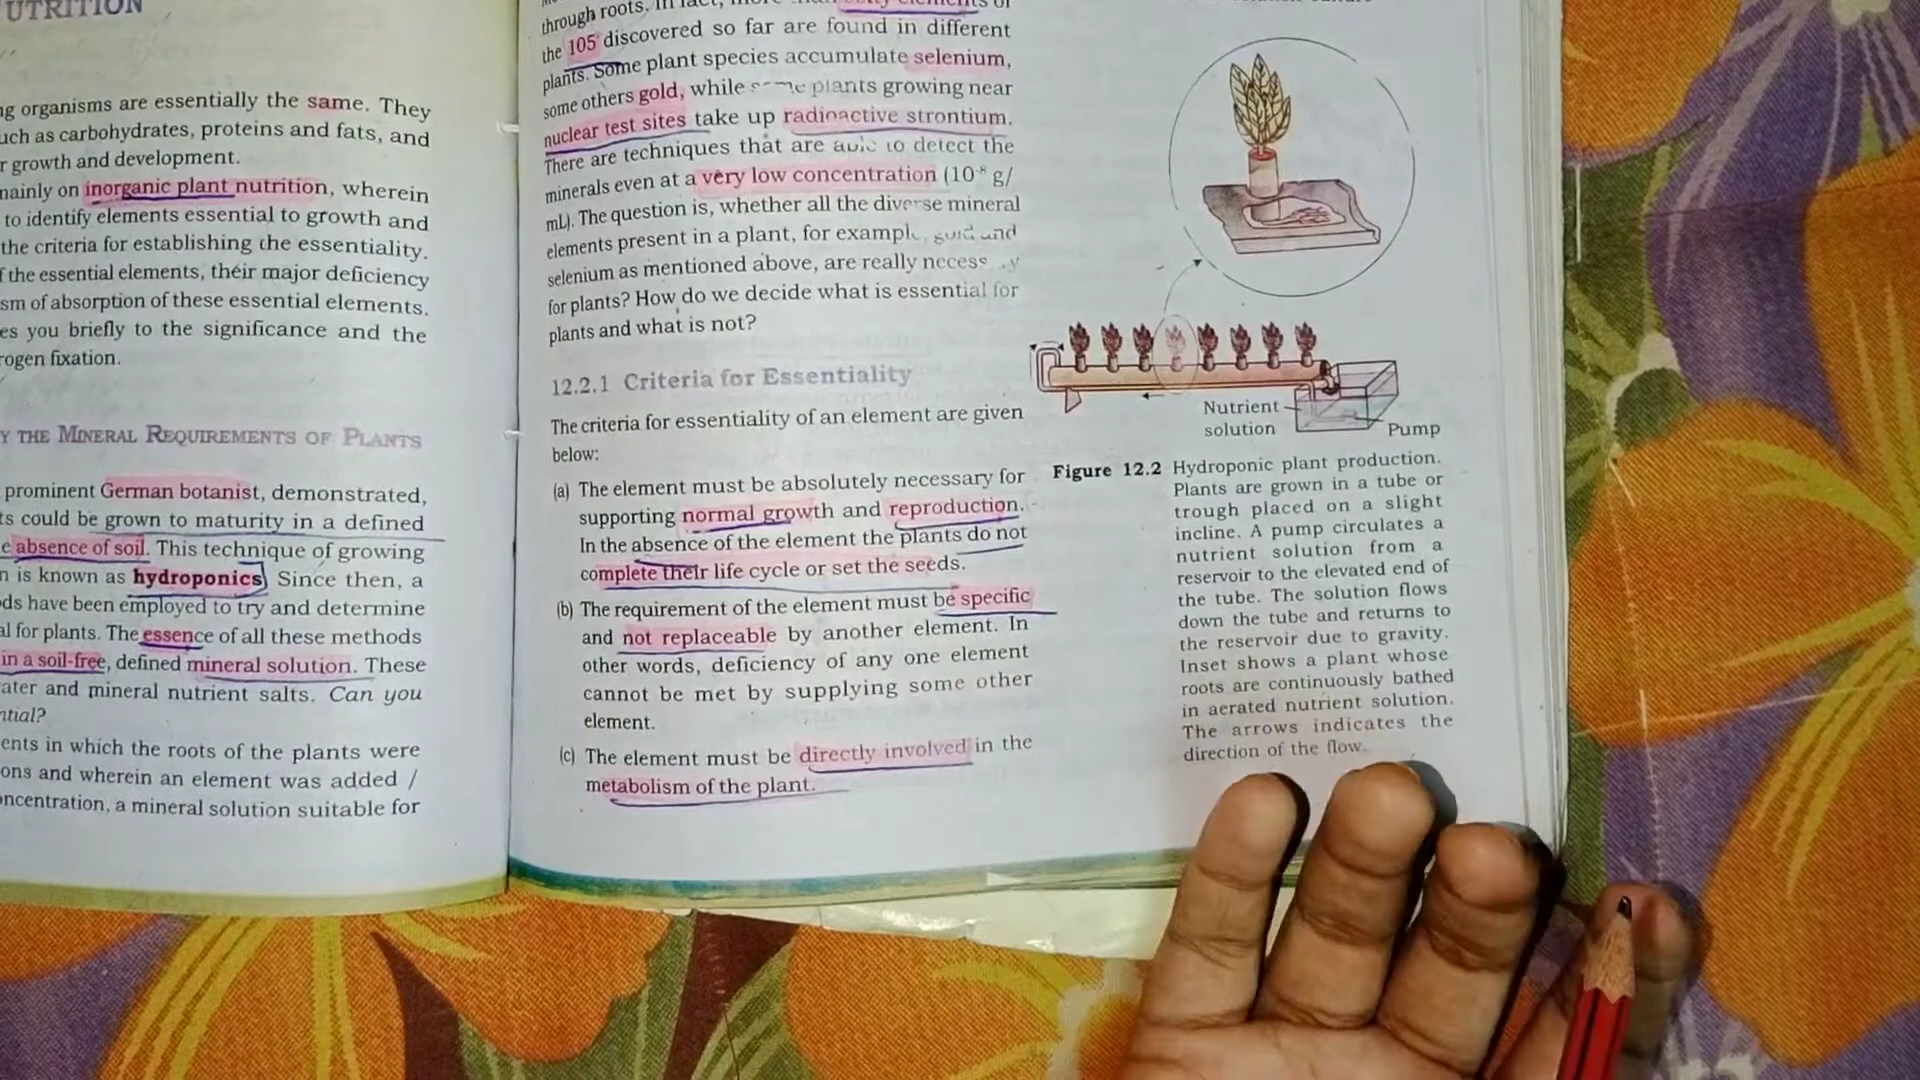 UTRITION
ng organisms are essentially the same. They
uch as carbohydrates, proteins and fats, and
r growth and development.
mainly on inorganic plant nutrition, wherein
to identify elements essential to growth and
the criteria for establishing the essentiality.
f the essential elements, their major deficiency
sm of absorption of these essential elements.
es you briefly to the significance and the
rogen fixation.
Y THE MINERAL REQUIREMENTS OF PLANTS
prominent German botanist, demonstrated,
ts could be grown to maturity in a defined
e absence of soil. This technique of growing
n is known as hydroponics. Since then, a
ds have been employed to try and determine
al for plants. The essence of all these methods
in a soil-free, defined mineral solution. These
ater and mineral nutrient salts. Can you
ntial?
ents in which the roots of the plants were
ons and wherein an element was added /
oncentration, a mineral solution suitable for
through roots. In fact, more than sixty elements of
the 105 discovered so far are found in different
plants. Some plant species accumulate selenium,
some others gold, while some plants growing near
nuclear test sites take up radioactive strontium.
There are techniques that are able to detect the
minerals even at a very low concentration (10⁻⁸ g/
mL). The question is, whether all the diverse mineral
elements present in a plant, for example, gold and
selenium as mentioned above, are really necessary
for plants? How do we decide what is essential for
plants and what is not?
12.2.1 Criteria for Essentiality
The criteria for essentiality of an element are given
below:
(a) The element must be absolutely necessary for
supporting normal growth and reproduction.
In the absence of the element the plants do not
complete their life cycle or set the seeds.
(b) The requirement of the element must be specific
and not replaceable by another element. In
other words, deficiency of any one element
cannot be met by supplying some other
element.
(c) The element must be directly involved in the
metabolism of the plant.
Nutrient
solution
Pump
Figure 12.2 Hydroponic plant production.
Plants are grown in a tube or
trough placed on a slight
incline. A pump circulates a
nutrient solution from a
reservoir to the elevated end of
the tube. The solution flows
down the tube and returns to
the reservoir due to gravity.
Inset shows a plant whose
roots are continuously bathed
in aerated nutrient solution.
The arrows indicates the
direction of the flow.